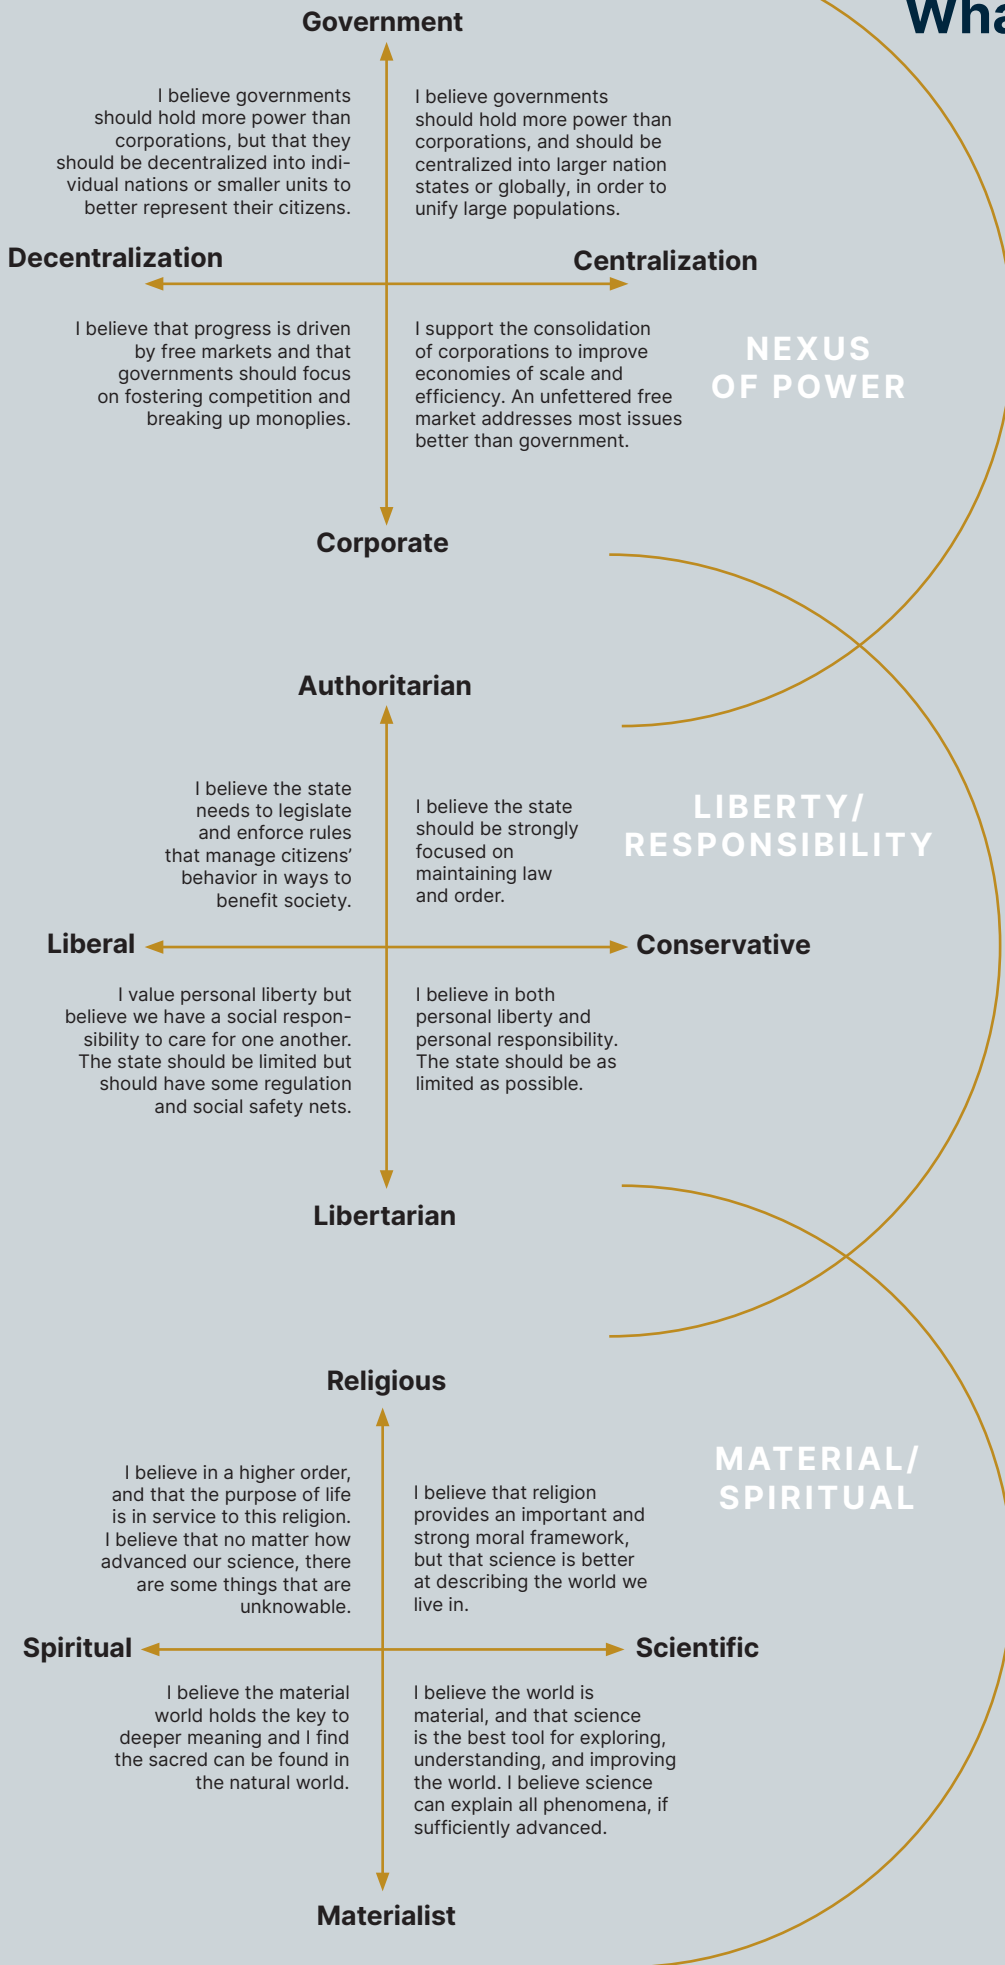 Wha
Government
I believe governments
should hold more power than
corporations, but that they
should be decentralized into indi-
vidual nations or smaller units to
better represent their citizens.
I believe governments
should hold more power than
corporations, and should be
centralized into larger nation
states or globally, in order to
unify large populations.
Decentralization
Centralization
I believe that progress is driven
by free markets and that
governments should focus
on fostering competition and
breaking up monoplies.
I support the consolidation
of corporations to improve
economies of scale and
efficiency. An unfettered free
market addresses most issues
better than government.
NEXUS
OF POWER
Corporate
Authoritarian
I believe the state
needs to legislate
and enforce rules
that manage citizens’
behavior in ways to
benefit society.
I believe the state
should be strongly
focused on
maintaining law
and order.
LIBERTY/
RESPONSIBILITY
Liberal
Conservative
I value personal liberty but
believe we have a social respon-
sibility to care for one another.
The state should be limited but
should have some regulation
and social safety nets.
I believe in both
personal liberty and
personal responsibility.
The state should be as
limited as possible.
Libertarian
Religious
I believe in a higher order,
and that the purpose of life
is in service to this religion.
I believe that no matter how
advanced our science, there
are some things that are
unknowable.
I believe that religion
provides an important and
strong moral framework,
but that science is better
at describing the world we
live in.
MATERIAL/
SPIRITUAL
Spiritual
Scientific
I believe the material
world holds the key to
deeper meaning and I find
the sacred can be found in
the natural world.
I believe the world is
material, and that science
is the best tool for exploring,
understanding, and improving
the world. I believe science
can explain all phenomena, if
sufficiently advanced.
Materialist